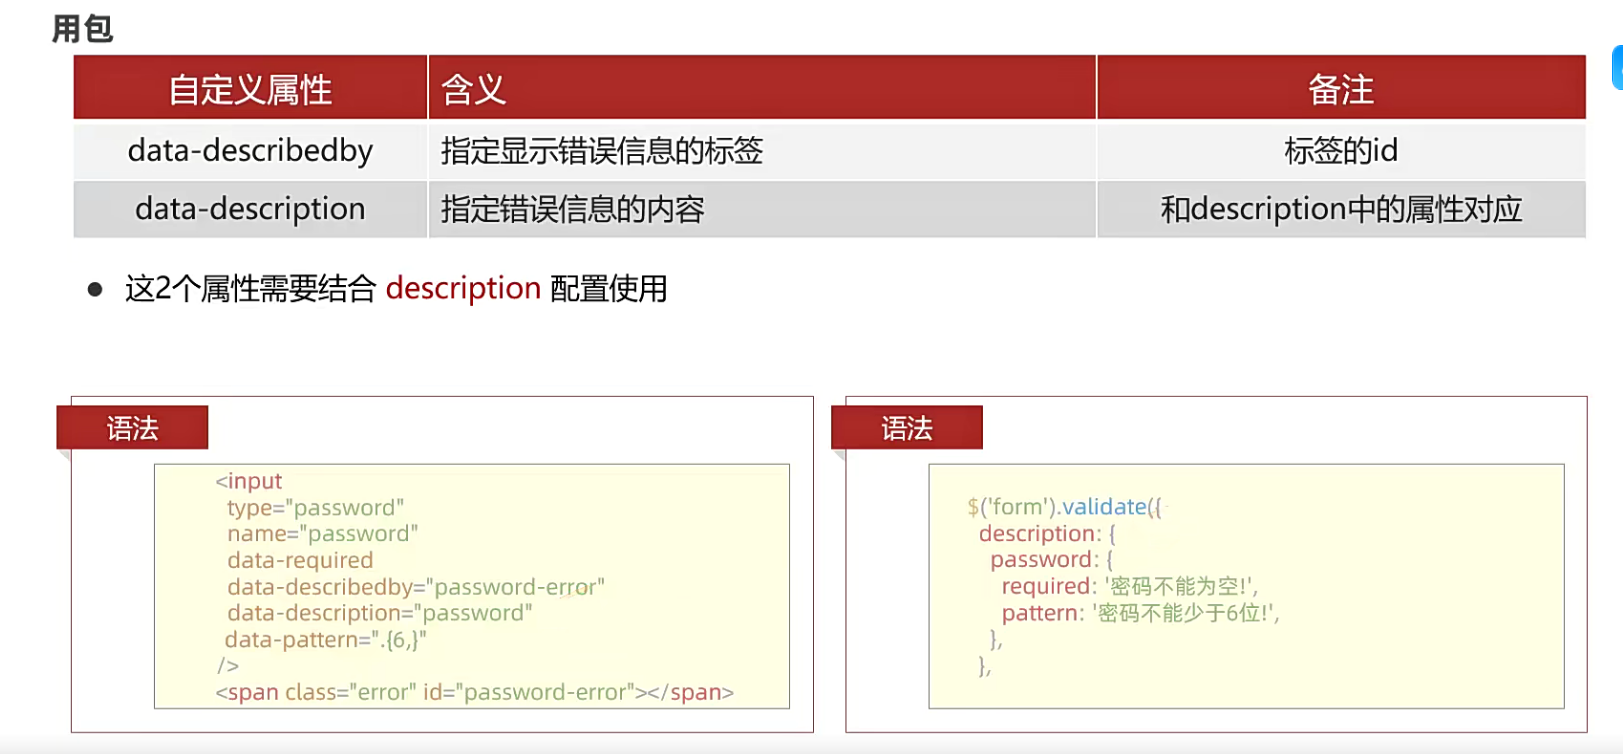 用包
自定义属性 含义 备注
data-describedby 指定显示错误信息的标签 标签的id
data-description 指定错误信息的内容 和description中的属性对应
● 这2个属性需要结合 description 配置使用
语法
<input
type="password"
name="password"
data-required
data-describedby="password-error"
data-description="password"
data-pattern=".{6,}"
/>
<span class="error" id="password-error"></span>
语法
$('form').validate({
description: {
password: {
required: '密码不能为空!',
pattern: '密码不能少于6位!',
},
},